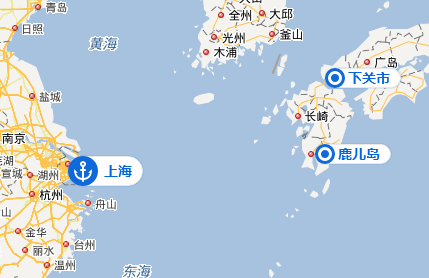 青岛
全州
大邱
日照
黄海
光州
釜山
木浦
广岛
下关市
盐城
长崎
南京
鹿儿岛
上海
宣城
湖州
杭州
舟山
金华
台州
丽水
东海
温州